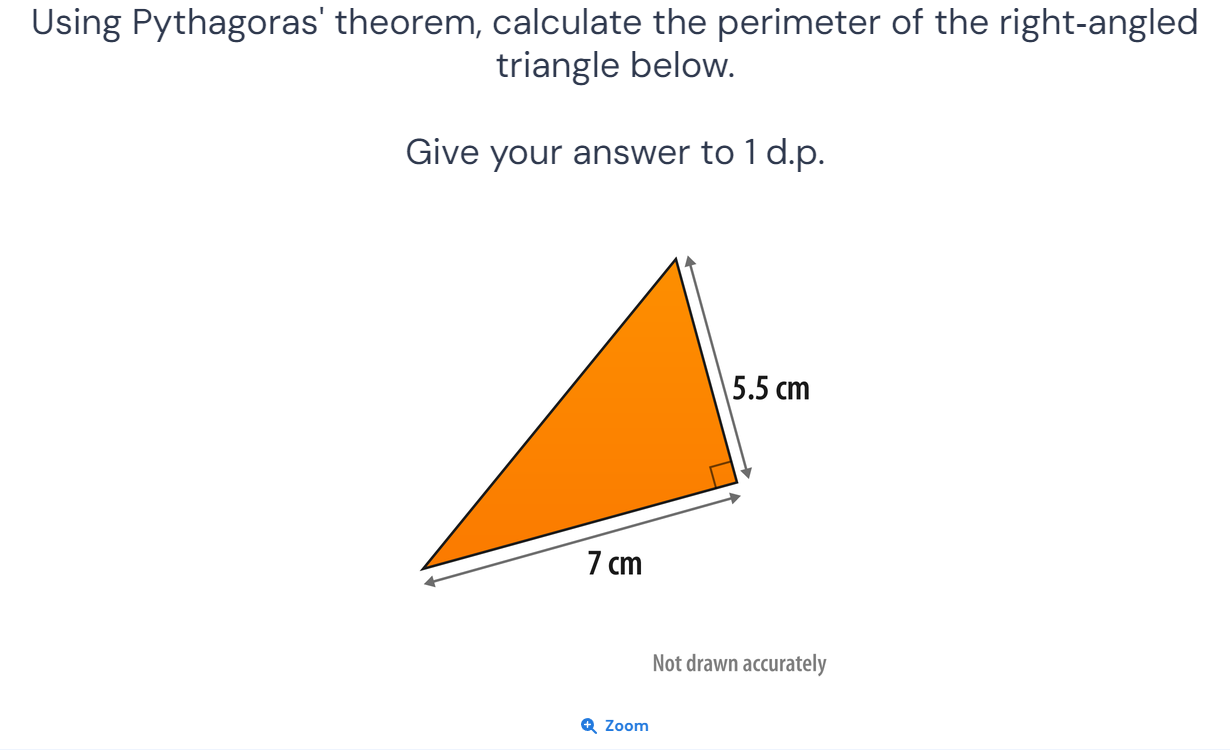 Using Pythagoras' theorem, calculate the perimeter of the right-angled
triangle below.
Give your answer to 1 d.p.
5.5 cm
7 cm
Not drawn accurately
Zoom